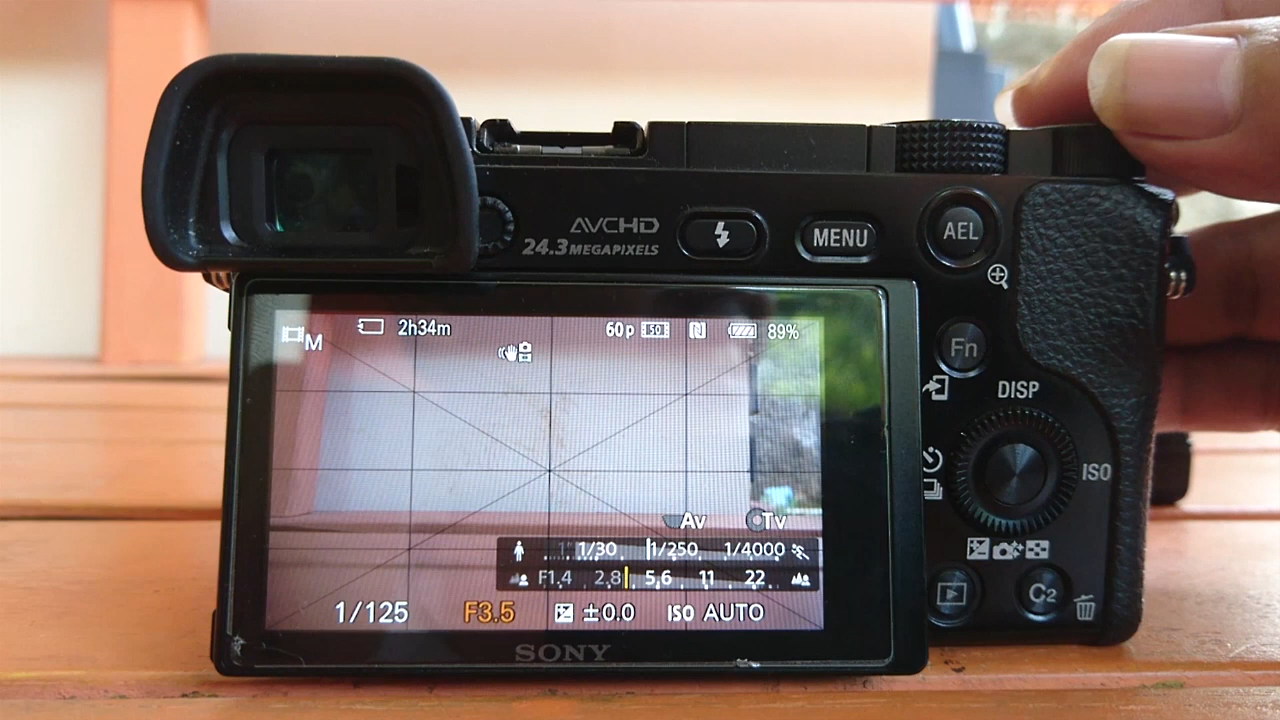 AVCHD
24.3 MEGAPIXELS
MENU
AEL
Fn
DISP
ISO
C2
M 2h34m 60p 50 89%
Av Tv
1/30 1/250 1/4000
F1.4 2.8 5.6 11 22
1/125 F3.5 ±0.0 ISO AUTO
SONY